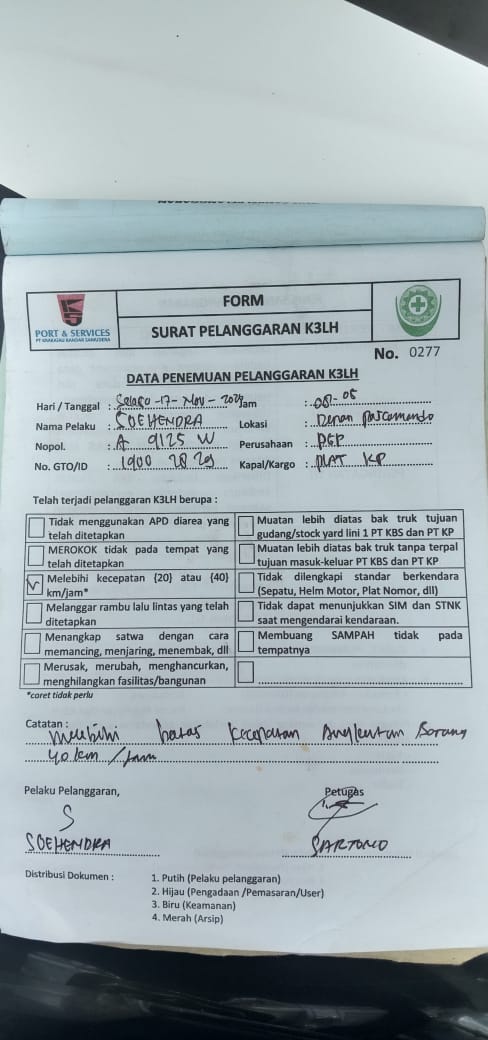 PORT & SERVICES
PT KRAKATAU BANDAR SAMUDERA
FORM
SURAT PELANGGARAN K3LH
No. 0277
DATA PENEMUAN PELANGGARAN K3LH
Hari / Tanggal : -17- Nov - Jam : 08-05
Nama Pelaku : SOEHENDRA Lokasi : Depan
Nopol. : A 9125 W Perusahaan : PGP
No. GTO/ID : 1900 28 29 Kapal/Kargo : PLAT KP
Telah terjadi pelanggaran K3LH berupa :
Tidak menggunakan APD diarea yang Muatan lebih diatas bak truk tujuan
telah ditetapkan gudang/stock yard lini 1 PT KBS dan PT KP
MEROKOK tidak pada tempat yang Muatan lebih diatas bak truk tanpa terpal
telah ditetapkan tujuan masuk-keluar PT KBS dan PT KP
Melebihi kecepatan {20} atau {40} Tidak dilengkapi standar berkendara
km/jam* (Sepatu, Helm Motor, Plat Nomor, dll)
Melanggar rambu lalu lintas yang telah Tidak dapat menunjukkan SIM dan STNK
ditetapkan saat mengendarai kendaraan.
Menangkap satwa dengan cara Membuang SAMPAH tidak pada
memancing, menjaring, menembak, dll tempatnya
Merusak, merubah, menghancurkan,
menghilangkan fasilitas/bangunan
*coret tidak perlu
Catatan : batas kecepatan Angkutan Barang
40 km / Jam
Pelaku Pelanggaran, Petugas
S
SOEHENDRA SARTONO
Distribusi Dokumen : 1. Putih (Pelaku pelanggaran)
2. Hijau (Pengadaan /Pemasaran/User)
3. Biru (Keamanan)
4. Merah (Arsip)